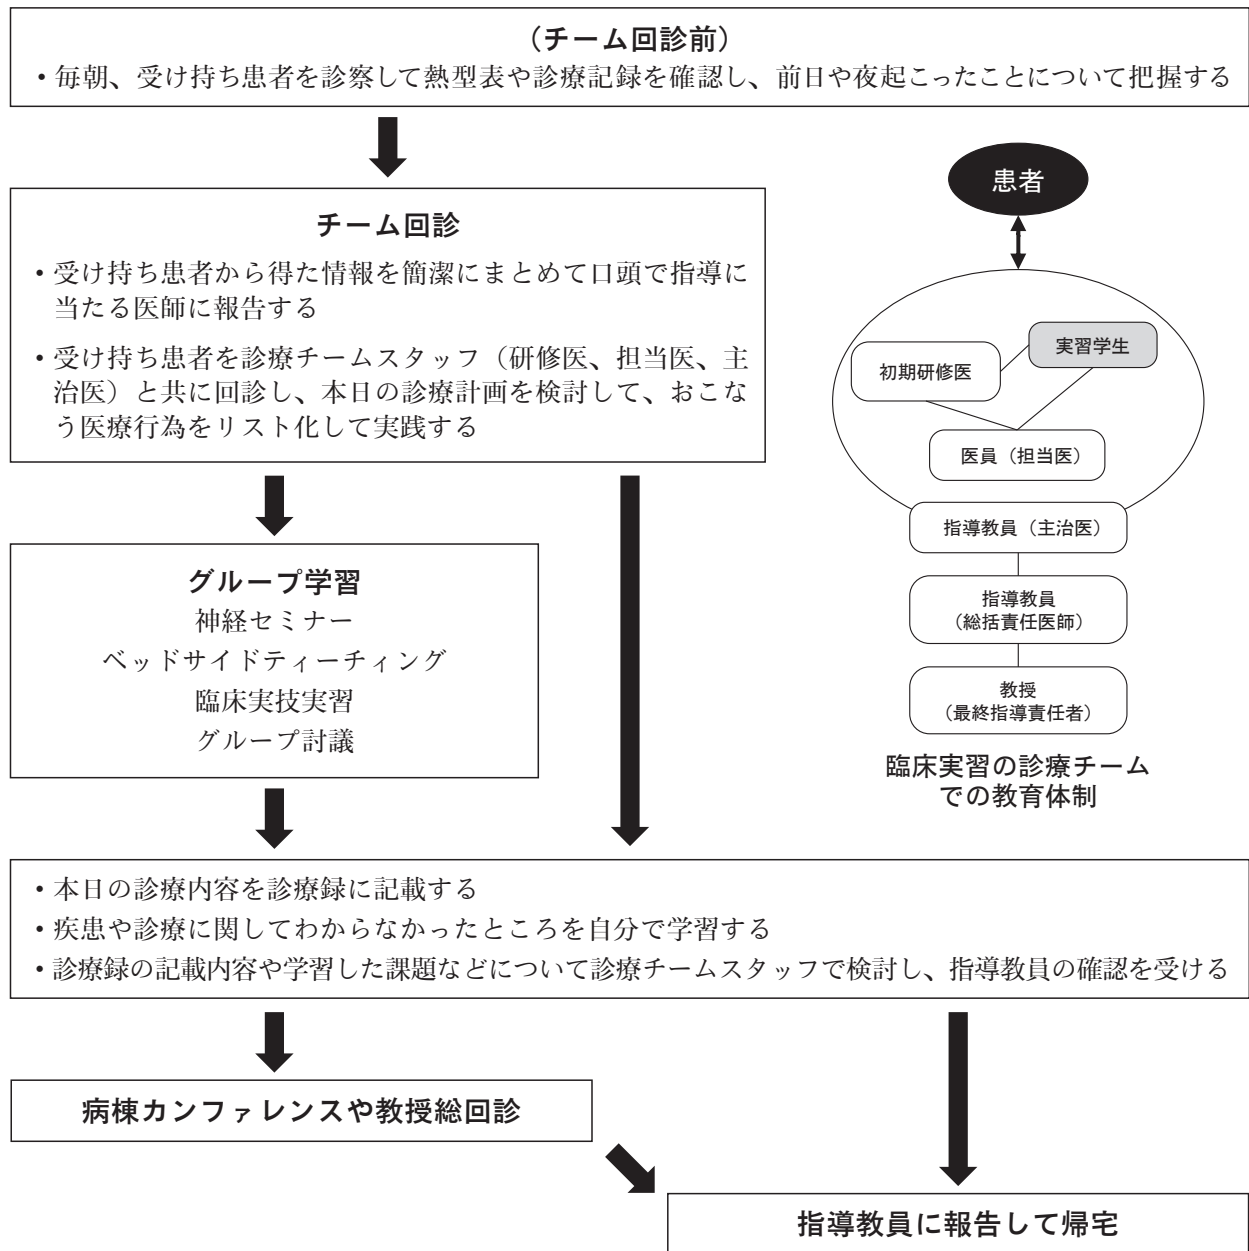 （チーム回診前）
・毎朝、受け持ち患者を診察して熱型表や診療記録を確認し、前日や夜起こったことについて把握する
チーム回診
・受け持ち患者から得た情報を簡潔にまとめて口頭で指導に
当たる医師に報告する
・受け持ち患者を診療チームスタッフ（研修医、担当医、主
治医）と共に回診し、本日の診療計画を検討して、おこな
う医療行為をリスト化して実践する
患者
実習学生
初期研修医
医員（担当医）
指導教員（主治医）
指導教員
（総括責任医師）
教授
（最終指導責任者）
臨床実習の診療チーム
での教育体制
グループ学習
神経セミナー
ベッドサイドティーチィング
臨床実技実習
グループ討議
・本日の診療内容を診療録に記載する
・疾患や診療に関してわからなかったところを自分で学習する
・診療録の記載内容や学習した課題などについて診療チームスタッフで検討し、指導教員の確認を受ける
病棟カンファレンスや教授総回診
指導教員に報告して帰宅